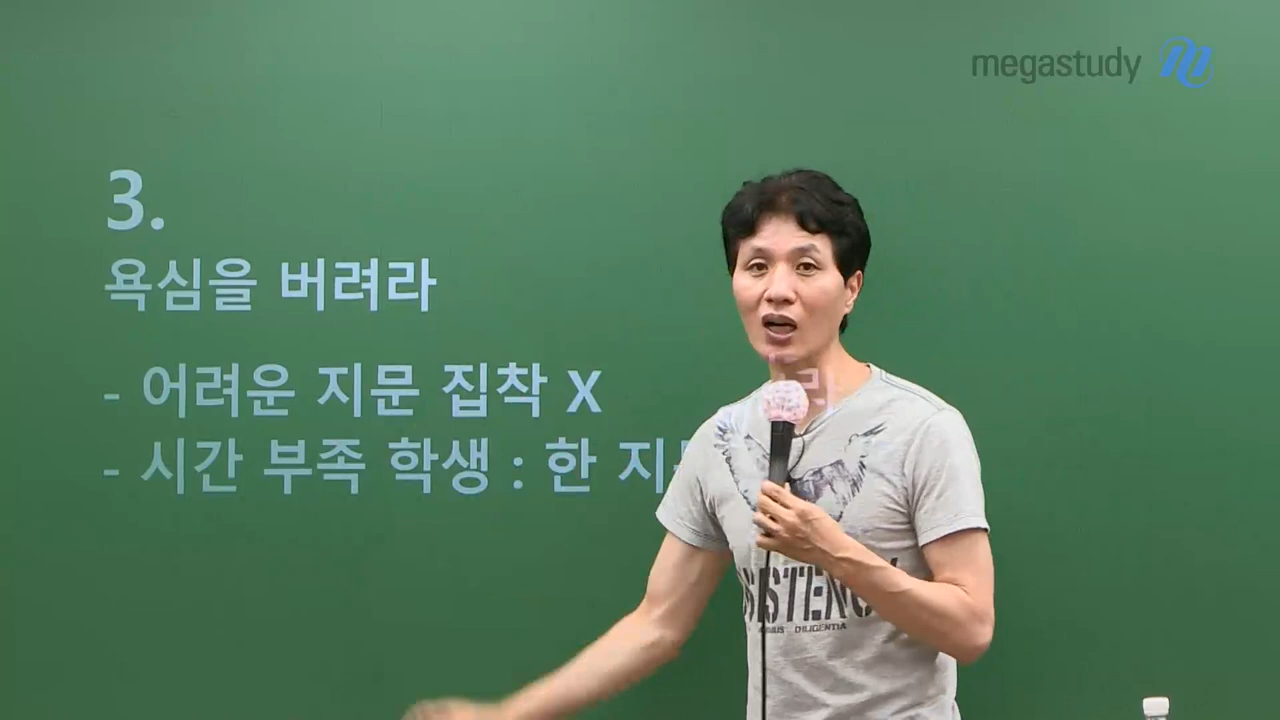 megastudy
3.
욕심을 버려라
- 어려운 지문 집착 X
- 시간 부족 학생 : 한
DILIGENTIA